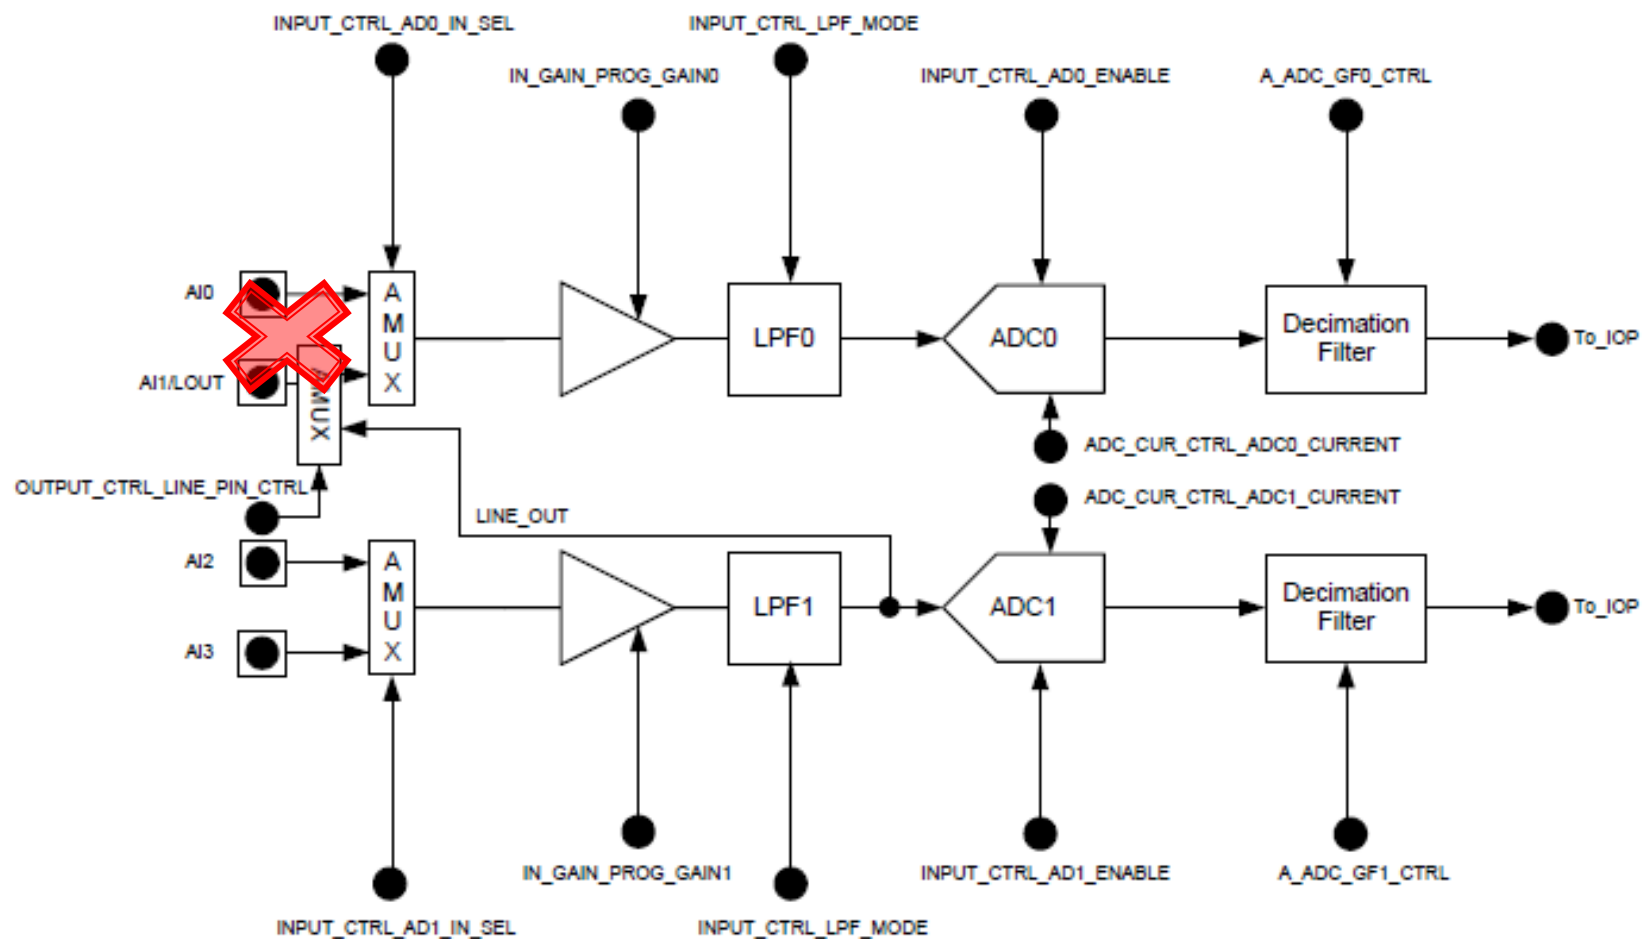 INPUT_CTRL_AD0_IN_SEL
INPUT_CTRL_LPF_MODE
IN_GAIN_PROG_GAIN0
INPUT_CTRL_AD0_ENABLE
A_ADC_GF0_CTRL
AI0
A
M
U
X
LPF0
ADC0
Decimation
Filter
To_IOP
AI1/LOUT
MUX
ADC_CUR_CTRL_ADC0_CURRENT
OUTPUT_CTRL_LINE_PIN_CTRL
ADC_CUR_CTRL_ADC1_CURRENT
LINE_OUT
AI2
A
M
U
X
LPF1
ADC1
Decimation
Filter
To_IOP
AI3
IN_GAIN_PROG_GAIN1
INPUT_CTRL_AD1_ENABLE
A_ADC_GF1_CTRL
INPUT_CTRL_AD1_IN_SEL
INPUT_CTRL_LPF_MODE